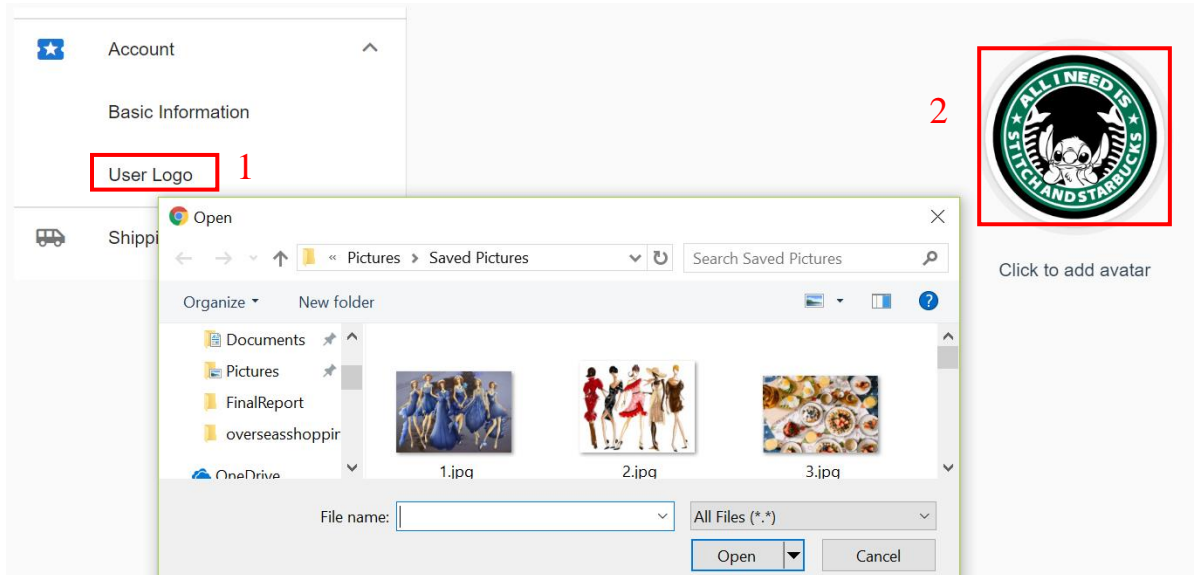 Account
Basic Information
User Logo
1
Shippi
2
ALL I NEED IS
STITCH AND STARBUCKS
Click to add avatar
Open
« Pictures > Saved Pictures
Search Saved Pictures
Organize
New folder
?
Documents
Pictures
FinalReport
overseasshoppin
OneDrive
1.jpg
2.jpg
3.jpg
File name:
All Files (*.*)
Open
Cancel